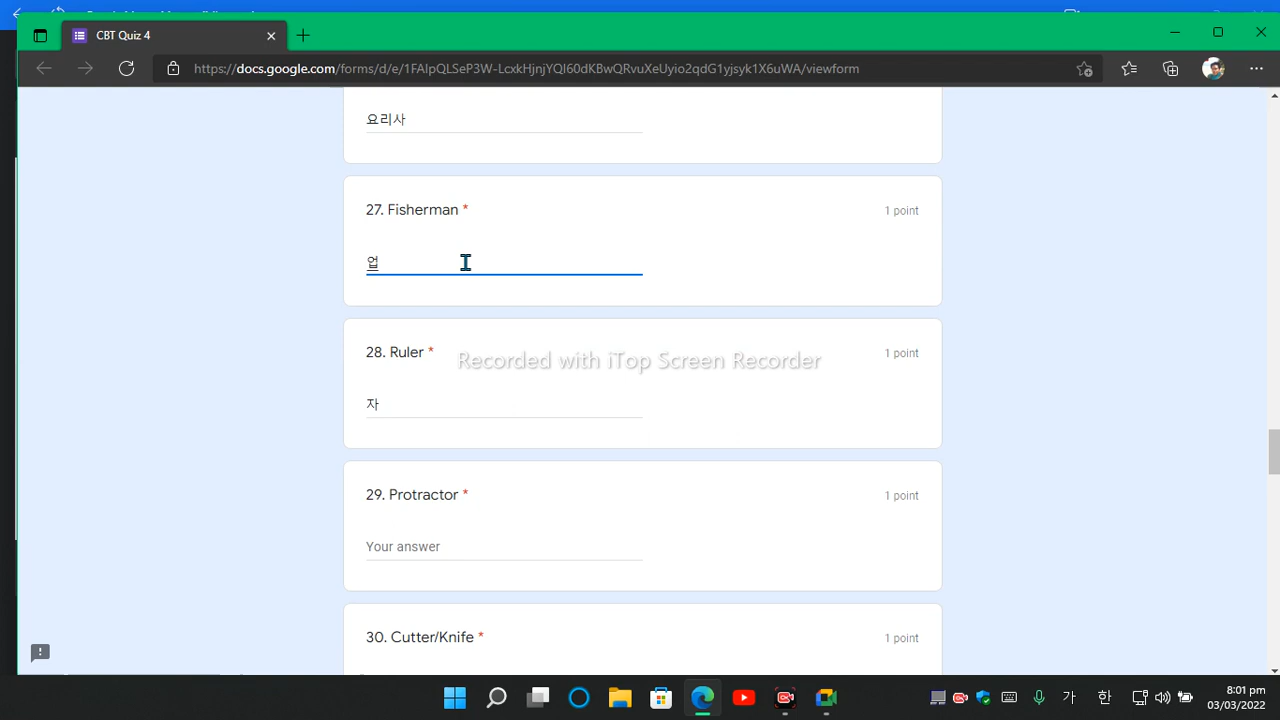 CBT Quiz 4
https://docs.google.com/forms/d/e/1FAIpQLSeP3W-LcxkHjnjYQI60dKBwQRvuXeUyio2qdG1yjsyk1X6uWA/viewform
요리사
27. Fisherman *
1 point
업
28. Ruler *
1 point
Recorded with iTop Screen Recorder
자
29. Protractor *
1 point
Your answer
30. Cutter/Knife *
1 point
가 한
8:01 pm
03/03/2022